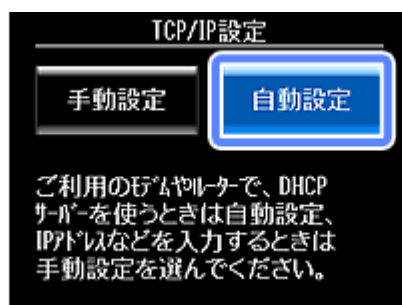 TCP/IP設定
手動設定
自動設定
ご利用のﾓﾃﾞﾑやﾙｰﾀｰで、DHCP
ｻｰﾊﾞｰを使うときは自動設定、
IPｱﾄﾞﾚｽなどを入力するときは
手動設定を選んでください。